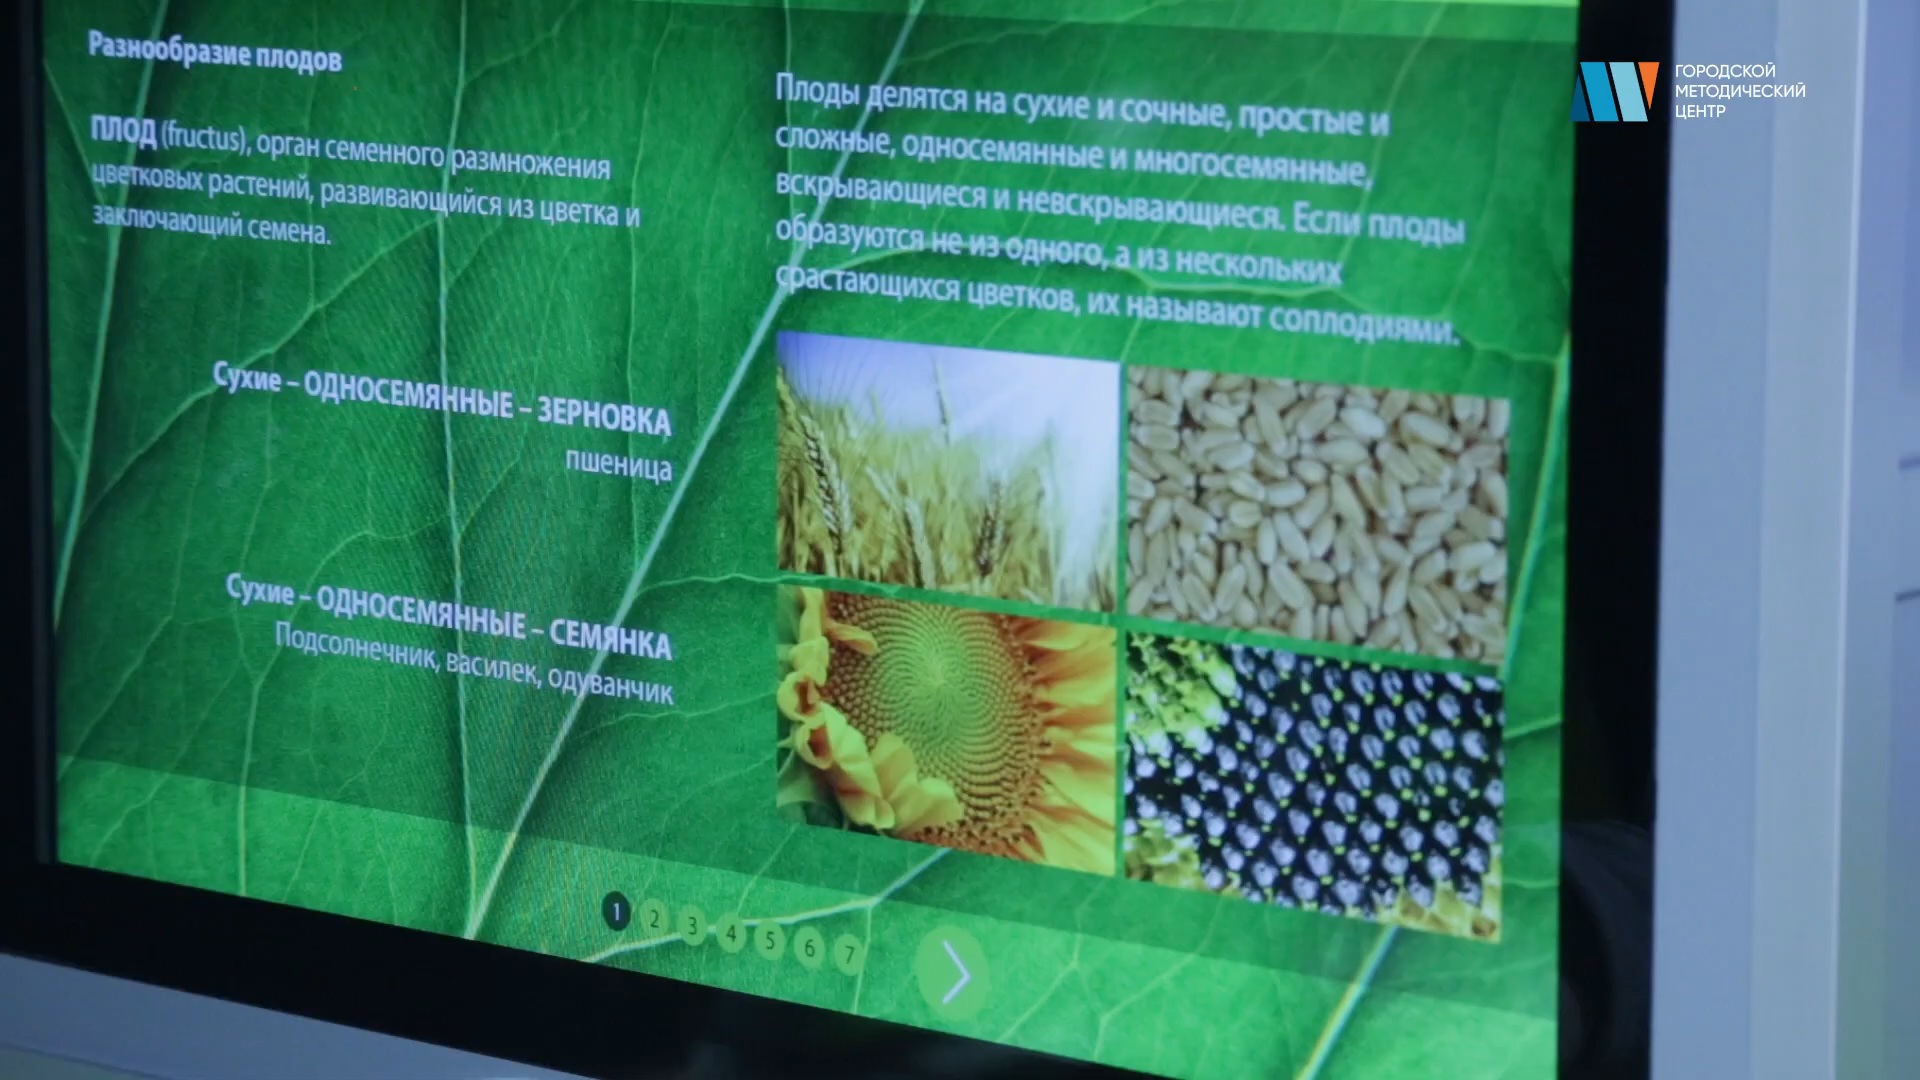 Разнообразие плодов
ПЛОД (fructus), орган семенного размножения
цветковых растений, развивающийся из цветка и
заключающий семена.
Сухие – ОДНОСЕМЯННЫЕ – ЗЕРНОВКА
пшеница
Сухие – ОДНОСЕМЯННЫЕ – СЕМЯНКА
Подсолнечник, василек, одуванчик
Плоды делятся на сухие и сочные, простые и
сложные, односемянные и многосемянные,
вскрывающиеся и невскрывающиеся. Если плоды
образуются не из одного, а из нескольких
срастающихся цветков, их называют соплодиями.
1 2 3 4 5 6 7
ГОРОДСКОЙ
МЕТОДИЧЕСКИЙ
ЦЕНТР